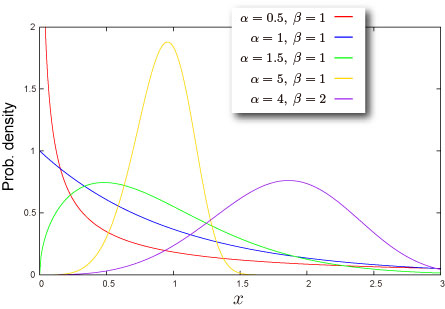 α = 0.5, β = 1
α = 1, β = 1
α = 1.5, β = 1
α = 5, β = 1
α = 4, β = 2
2
1.5
1
0.5
0
Prob. density
0 0.5 1 1.5 2 2.5 3
x